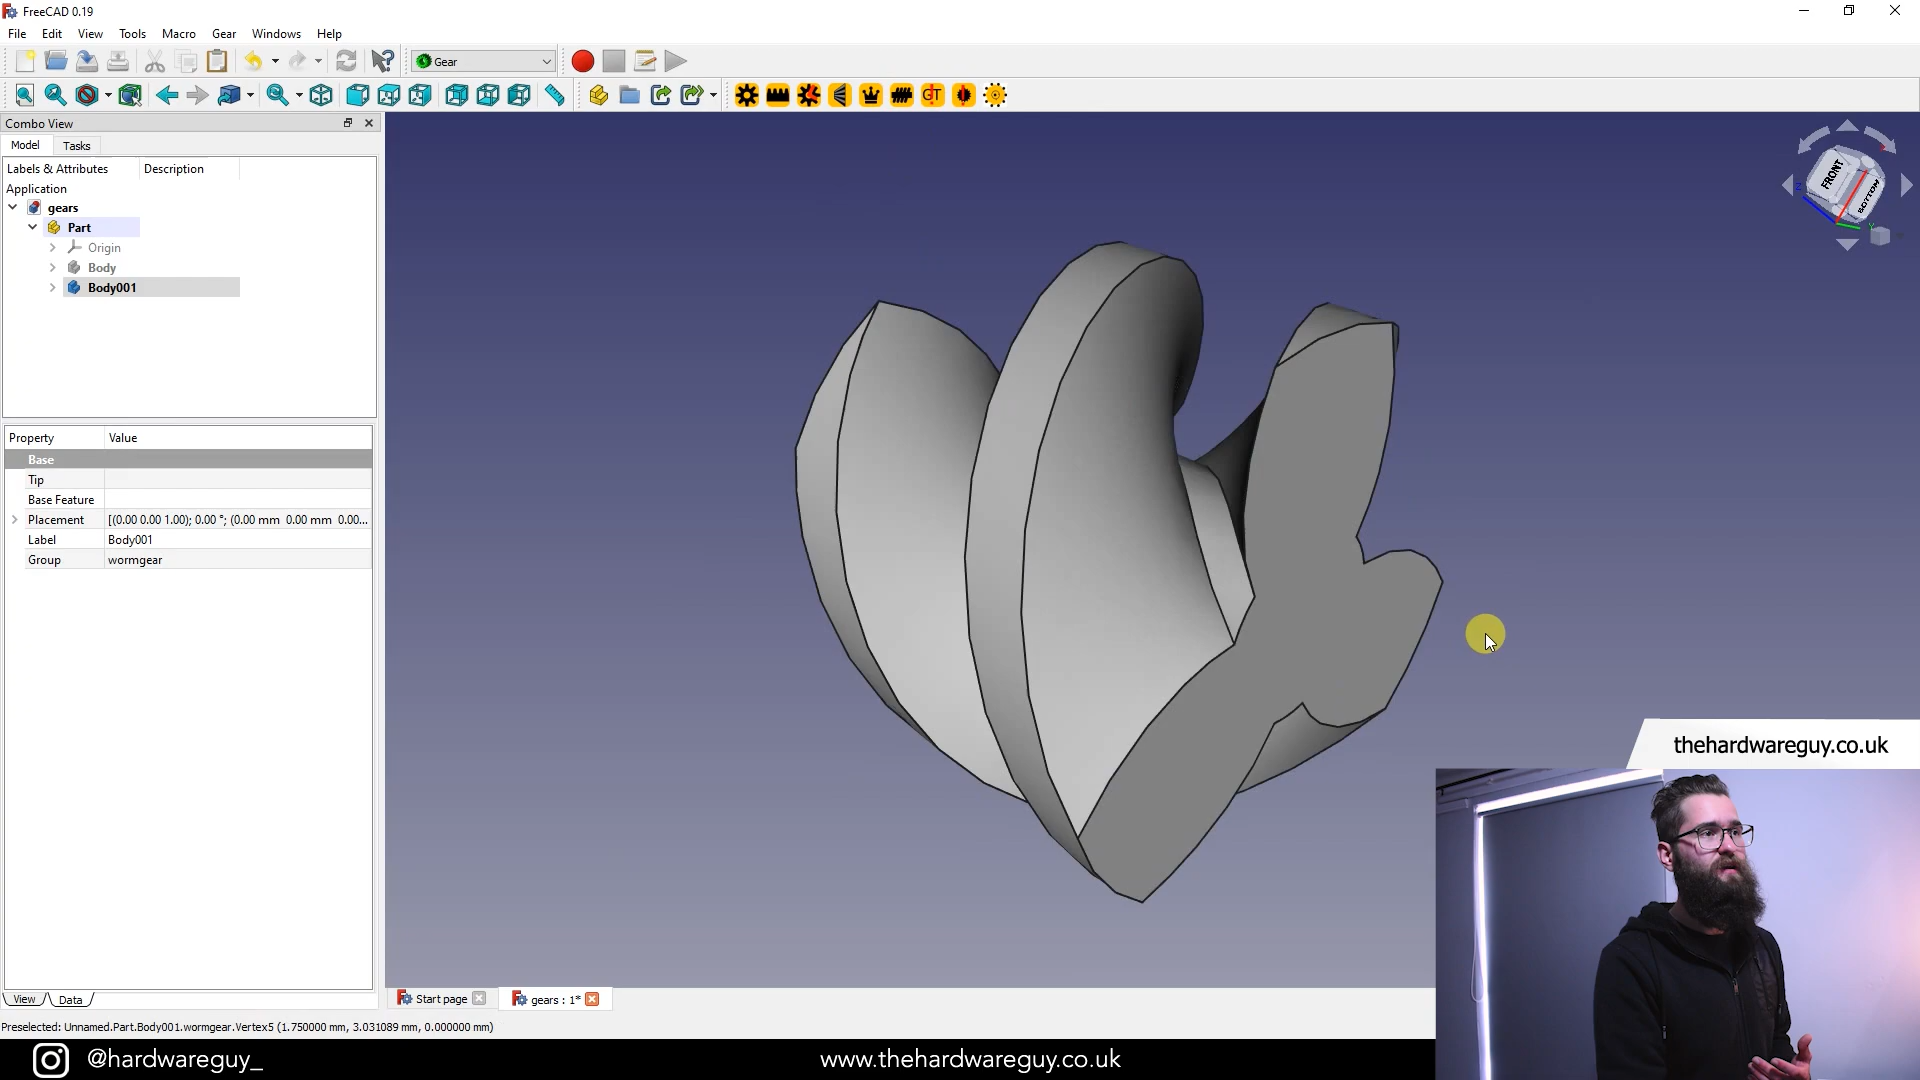 FreeCAD 0.19
File Edit View Tools Macro Gear Windows Help
Gear
GT
Combo View
Model Tasks
Labels & Attributes Description
Application
gears
Part
Origin
Body
Body001
Property Value
Base
Tip
Base Feature
Placement [(0.00 0.00 1.00); 0.00 °; (0.00 mm 0.00 mm 0.00...
Label Body001
Group wormgear
FRONT
BOTTOM
Z
Y
View Data
Start page
gears : 1*
Preselected: Unnamed.Part.Body001.wormgear.Vertex5 (1.750000 mm, 3.031089 mm, 0.000000 mm)
thehardwareguy.co.uk
@hardwareguy_
www.thehardwareguy.co.uk